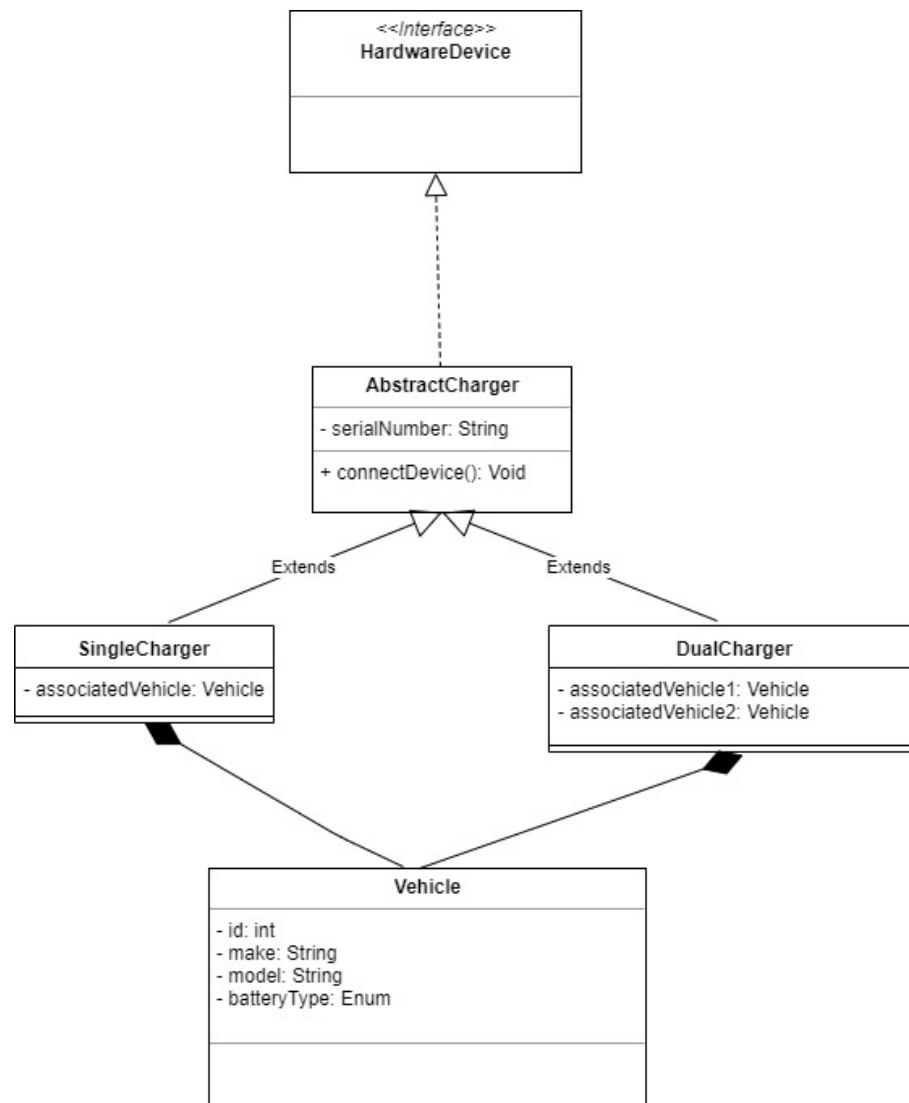 <<Interface>>
HardwareDevice
AbstractCharger
- serialNumber: String
+ connectDevice(): Void
Extends
Extends
SingleCharger
- associatedVehicle: Vehicle
DualCharger
- associatedVehicle1: Vehicle
- associatedVehicle2: Vehicle
Vehicle
- id: int
- make: String
- model: String
- batteryType: Enum